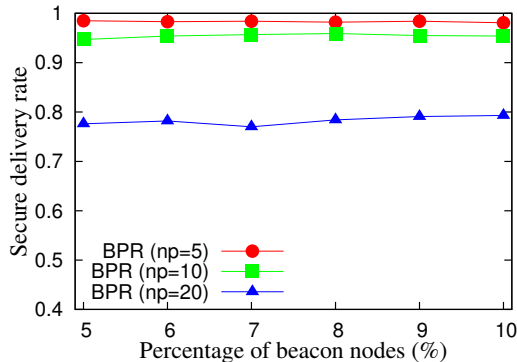 1
0.9
0.8
0.7
0.6
0.5
0.4
Secure delivery rate
BPR (np=5)
BPR (np=10)
BPR (np=20)
5 6 7 8 9 10
Percentage of beacon nodes (%)